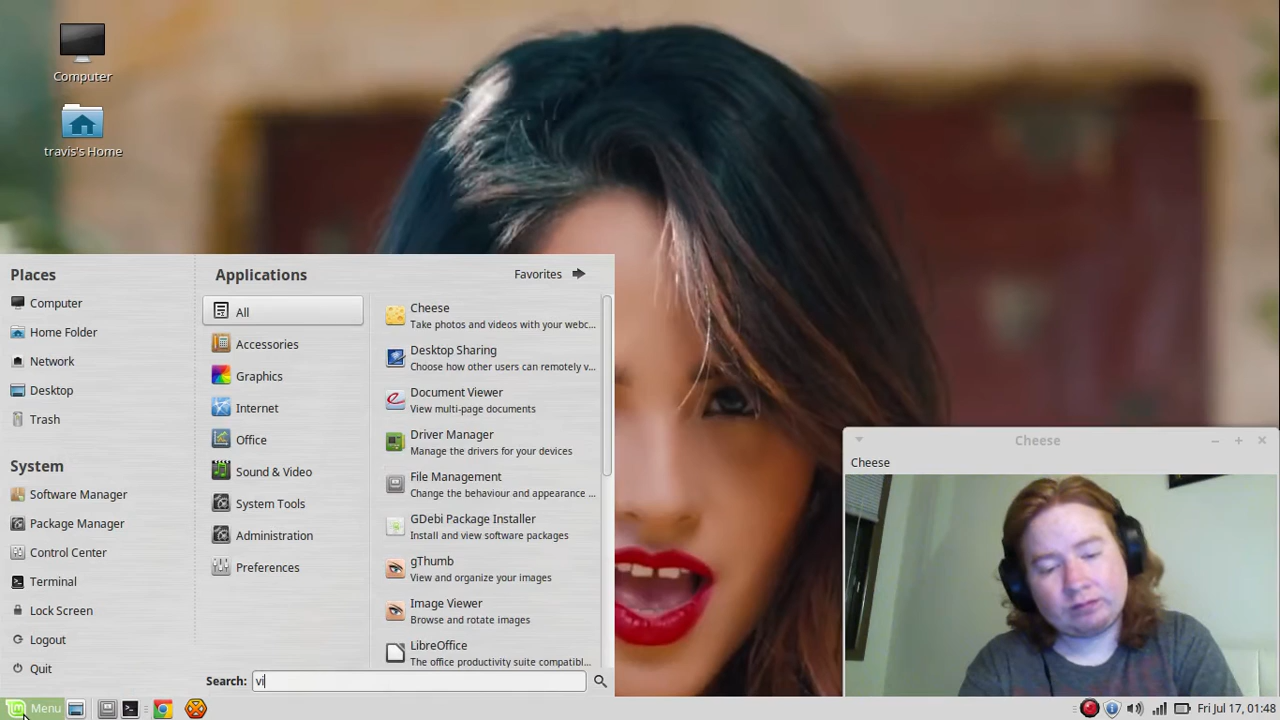 Computer
travis's Home
Places
Computer
Home Folder
Network
Desktop
Trash
System
Software Manager
Package Manager
Control Center
Terminal
Lock Screen
Logout
Quit
Applications
Favorites
All
Accessories
Graphics
Internet
Office
Sound & Video
System Tools
Administration
Preferences
Cheese
Take photos and videos with your webc...
Desktop Sharing
Choose how other users can remotely v...
Document Viewer
View multi-page documents
Driver Manager
Manage the drivers for your devices
File Management
Change the behaviour and appearance ...
GDebi Package Installer
Install and view software packages
gThumb
View and organize your images
Image Viewer
Browse and rotate images
LibreOffice
The office productivity suite compatibl...
Search: vi
Cheese
Cheese
Menu
Fri Jul 17, 01:48